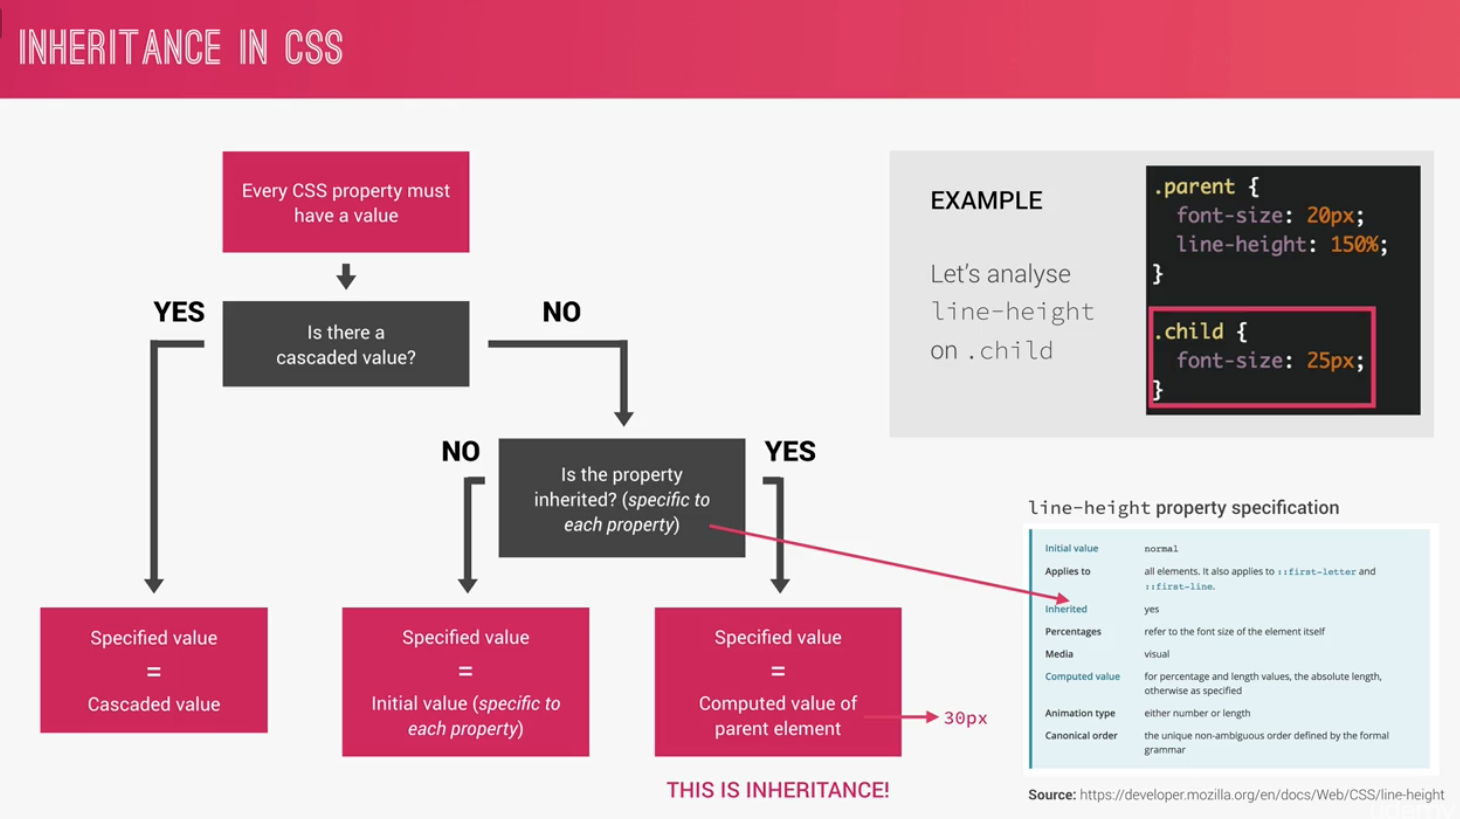 INHERITANCE IN CSS
Every CSS property must
have a value
YES
Is there a
cascaded value?
NO
NO
Is the property
inherited? (specific to
each property)
YES
Specified value
=
Cascaded value
Specified value
=
Initial value (specific to
each property)
Specified value
=
Computed value of
parent element
30px
THIS IS INHERITANCE!
EXAMPLE
Let's analyse
line-height
on .child
.parent {
font-size: 20px;
line-height: 150%;
}
.child {
font-size: 25px;
}
line-height property specification
Initial value normal
Applies to all elements. It also applies to ::first-letter and
::first-line.
Inherited yes
Percentages refer to the font size of the element itself
Media visual
Computed value for percentage and length values, the absolute length,
otherwise as specified
Animation type either number or length
Canonical order the unique non-ambiguous order defined by the formal
grammar
Source: https://developer.mozilla.org/en/docs/Web/CSS/line-height
udemy